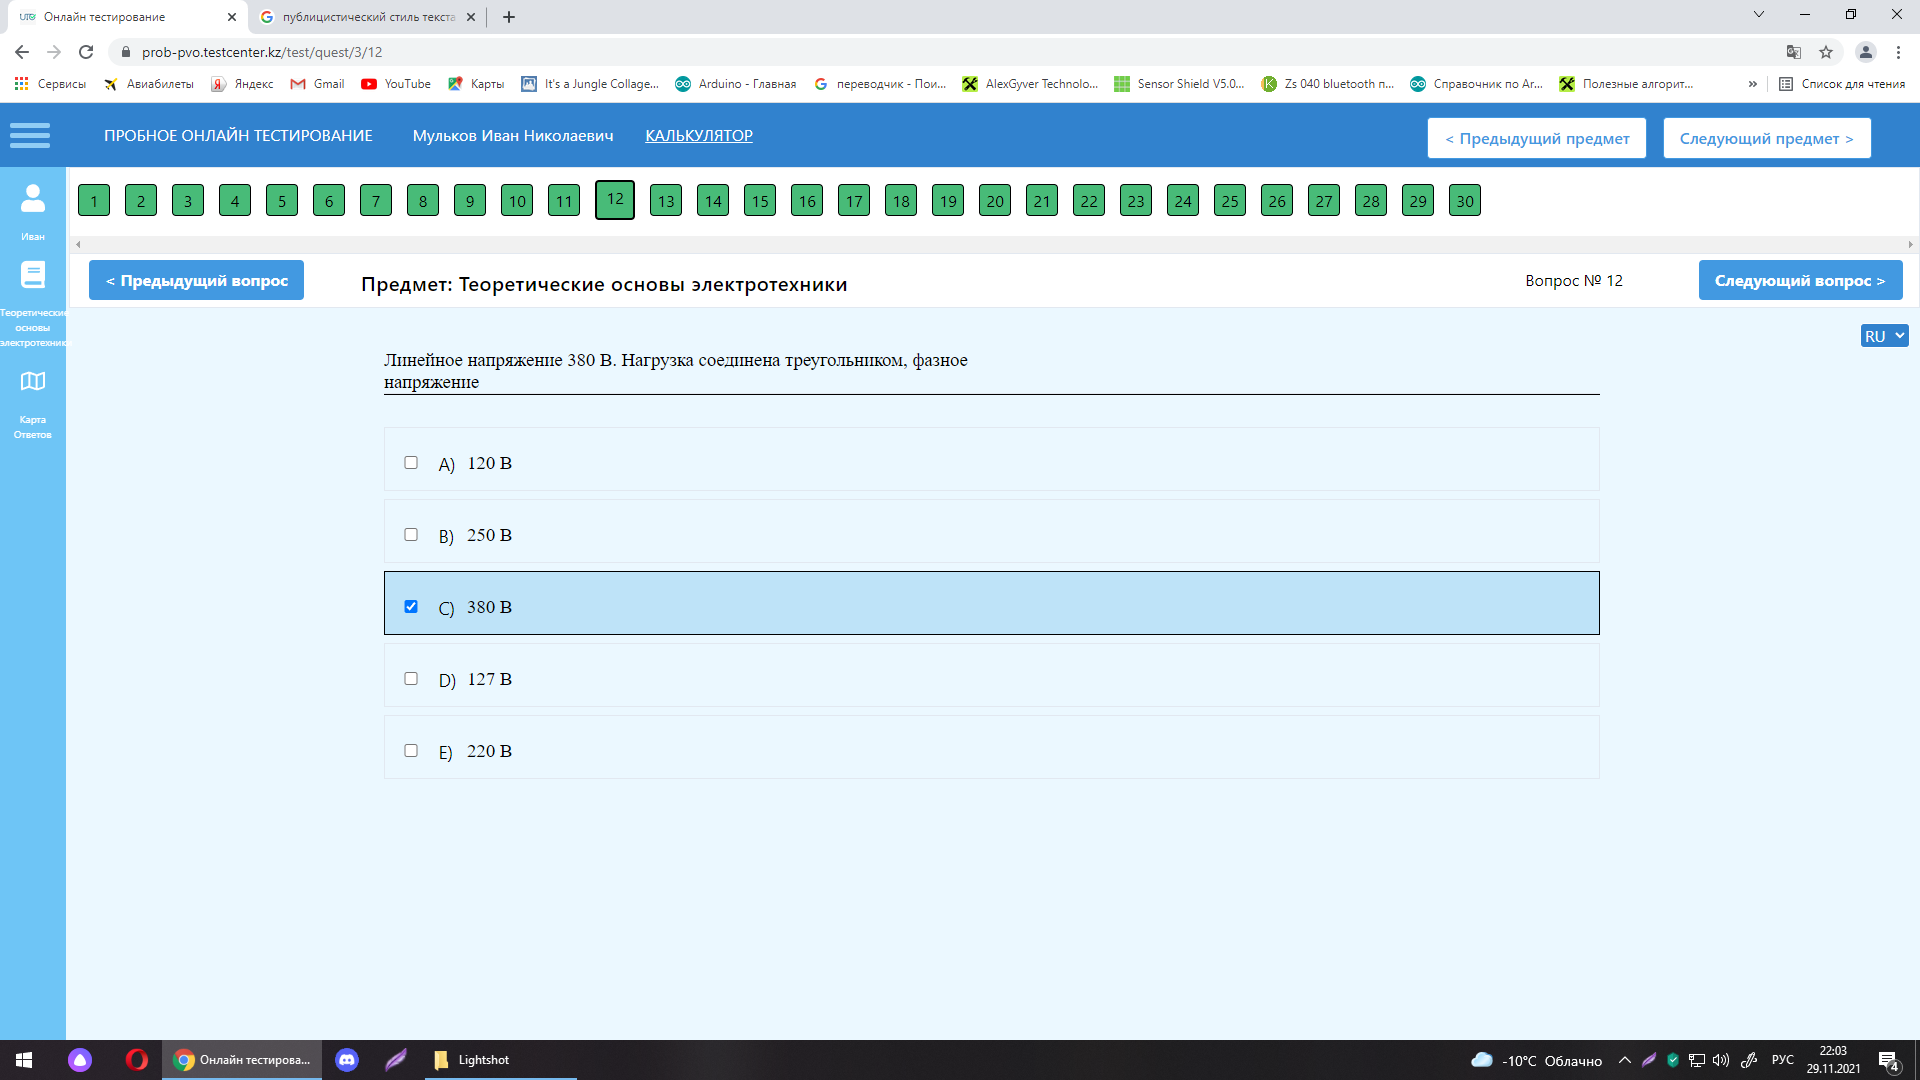 Онлайн тестирование
публицистический стиль текста
prob-pvo.testcenter.kz/test/quest/3/12
Сервисы Авиабилеты Яндекс Gmail YouTube Карты It's a Jungle Collage... Arduino - Главная переводчик - Пои... AlexGyver Technolo... Sensor Shield V5.0... Zs 040 bluetooth п... Справочник по Ar... Полезные алгорит... » Список для чтения
ПРОБНОЕ ОНЛАЙН ТЕСТИРОВАНИЕ Мульков Иван Николаевич КАЛЬКУЛЯТОР < Предыдущий предмет Следующий предмет >
1 2 3 4 5 6 7 8 9 10 11 12 13 14 15 16 17 18 19 20 21 22 23 24 25 26 27 28 29 30
Иван
Теоретические
основы
электротехник
Карта
Ответов
< Предыдущий вопрос Предмет: Теоретические основы электротехники Вопрос № 12 Следующий вопрос >
RU
Линейное напряжение 380 В. Нагрузка соединена треугольником, фазное
напряжение
A) 120 В
B) 250 В
C) 380 В
D) 127 В
E) 220 В
Онлайн тестирова... Lightshot -10°C Облачно РУС 22:03
29.11.2021
4